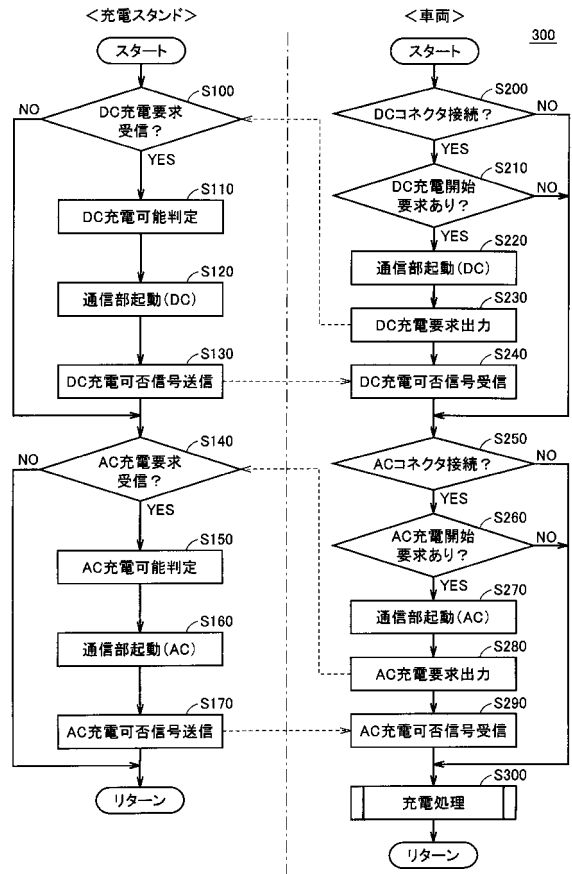 ＜充電スタンド＞
スタート
S100
DC充電要求
受信？
NO
YES
S110
DC充電可能判定
S120
通信部起動(DC)
S130
DC充電可否信号送信
S140
AC充電要求
受信？
NO
YES
S150
AC充電可能判定
S160
通信部起動(AC)
S170
AC充電可否信号送信
リターン
＜車両＞
300
スタート
S200
DCコネクタ接続？
NO
YES
S210
DC充電開始
要求あり？
NO
YES
S220
通信部起動(DC)
S230
DC充電要求出力
S240
DC充電可否信号受信
S250
ACコネクタ接続？
NO
YES
S260
AC充電開始
要求あり？
NO
YES
S270
通信部起動(AC)
S280
AC充電要求出力
S290
AC充電可否信号受信
S300
充電処理
リターン